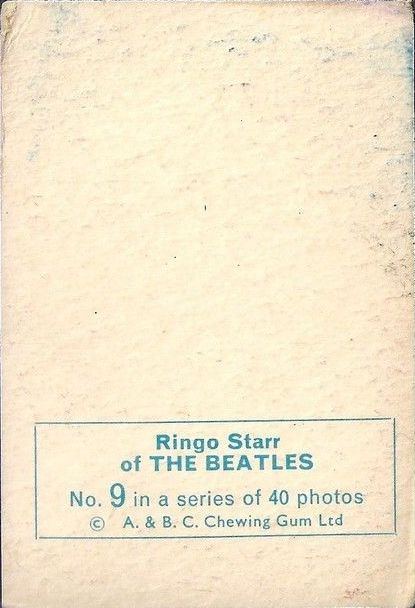 Ringo Starr
of THE BEATLES
No. 9 in a series of 40 photos
© A. & B. C. Chewing Gum Ltd